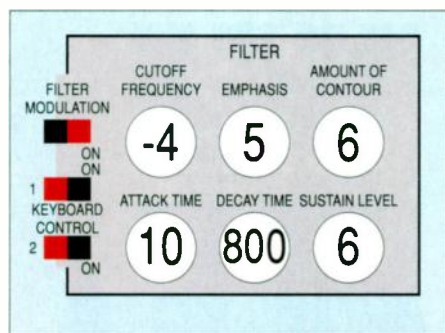 FILTER
CUTOFF FREQUENCY
EMPHASIS
AMOUNT OF CONTOUR
FILTER MODULATION
-4
5
6
ON
ON
1
KEYBOARD CONTROL
2
ON
ATTACK TIME
DECAY TIME
SUSTAIN LEVEL
10
800
6